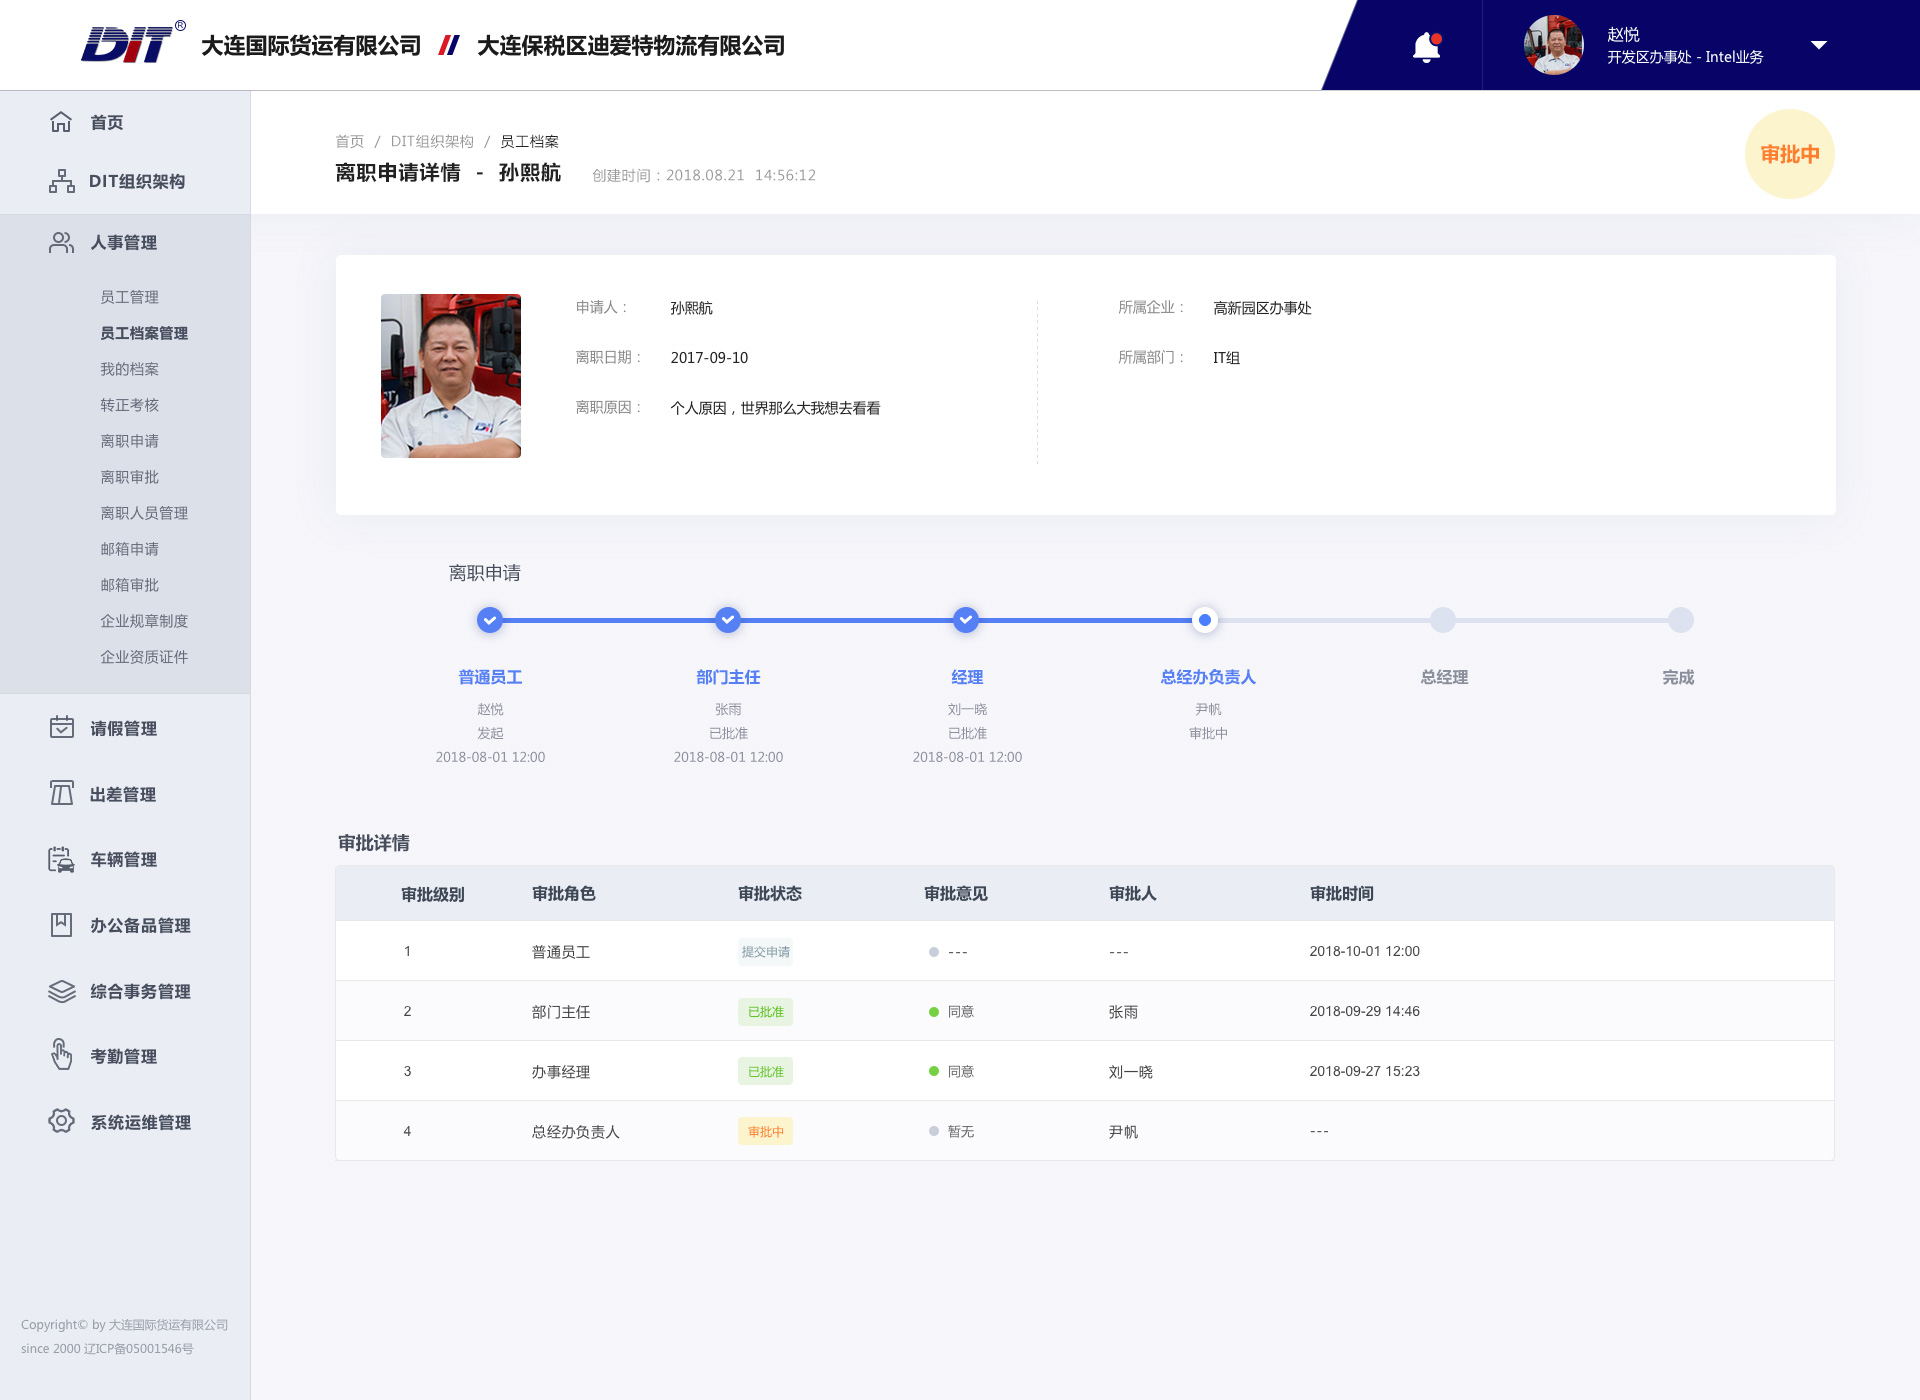 DIT® 大连国际货运有限公司 // 大连保税区迪爱特物流有限公司
赵悦
开发区办事处 - Intel业务
首页
DIT组织架构
人事管理
员工管理
员工档案管理
我的档案
转正考核
离职申请
离职审批
离职人员管理
邮箱申请
邮箱审批
企业规章制度
企业资质证件
请假管理
出差管理
车辆管理
办公备品管理
综合事务管理
考勤管理
系统运维管理
Copyright© by 大连国际货运有限公司
since 2000 辽ICP备05001546号
首页 / DIT组织架构 / 员工档案
离职申请详情 - 孙熙航 创建时间：2018.08.21 14:56:12
审批中
申请人： 孙熙航
离职日期： 2017-09-10
离职原因： 个人原因，世界那么大我想去看看
所属企业： 高新园区办事处
所属部门： IT组
DIT
离职申请
普通员工 部门主任 经理 总经办负责人 总经理 完成
赵悦 张雨 刘一晓 尹帆
发起 已批准 已批准 审批中
2018-08-01 12:00 2018-08-01 12:00 2018-08-01 12:00
审批详情
审批级别 审批角色 审批状态 审批意见 审批人 审批时间
1 普通员工 提交申请 --- --- 2018-10-01 12:00
2 部门主任 已批准 同意 张雨 2018-09-29 14:46
3 办事经理 已批准 同意 刘一晓 2018-09-27 15:23
4 总经办负责人 审批中 暂无 尹帆 ---